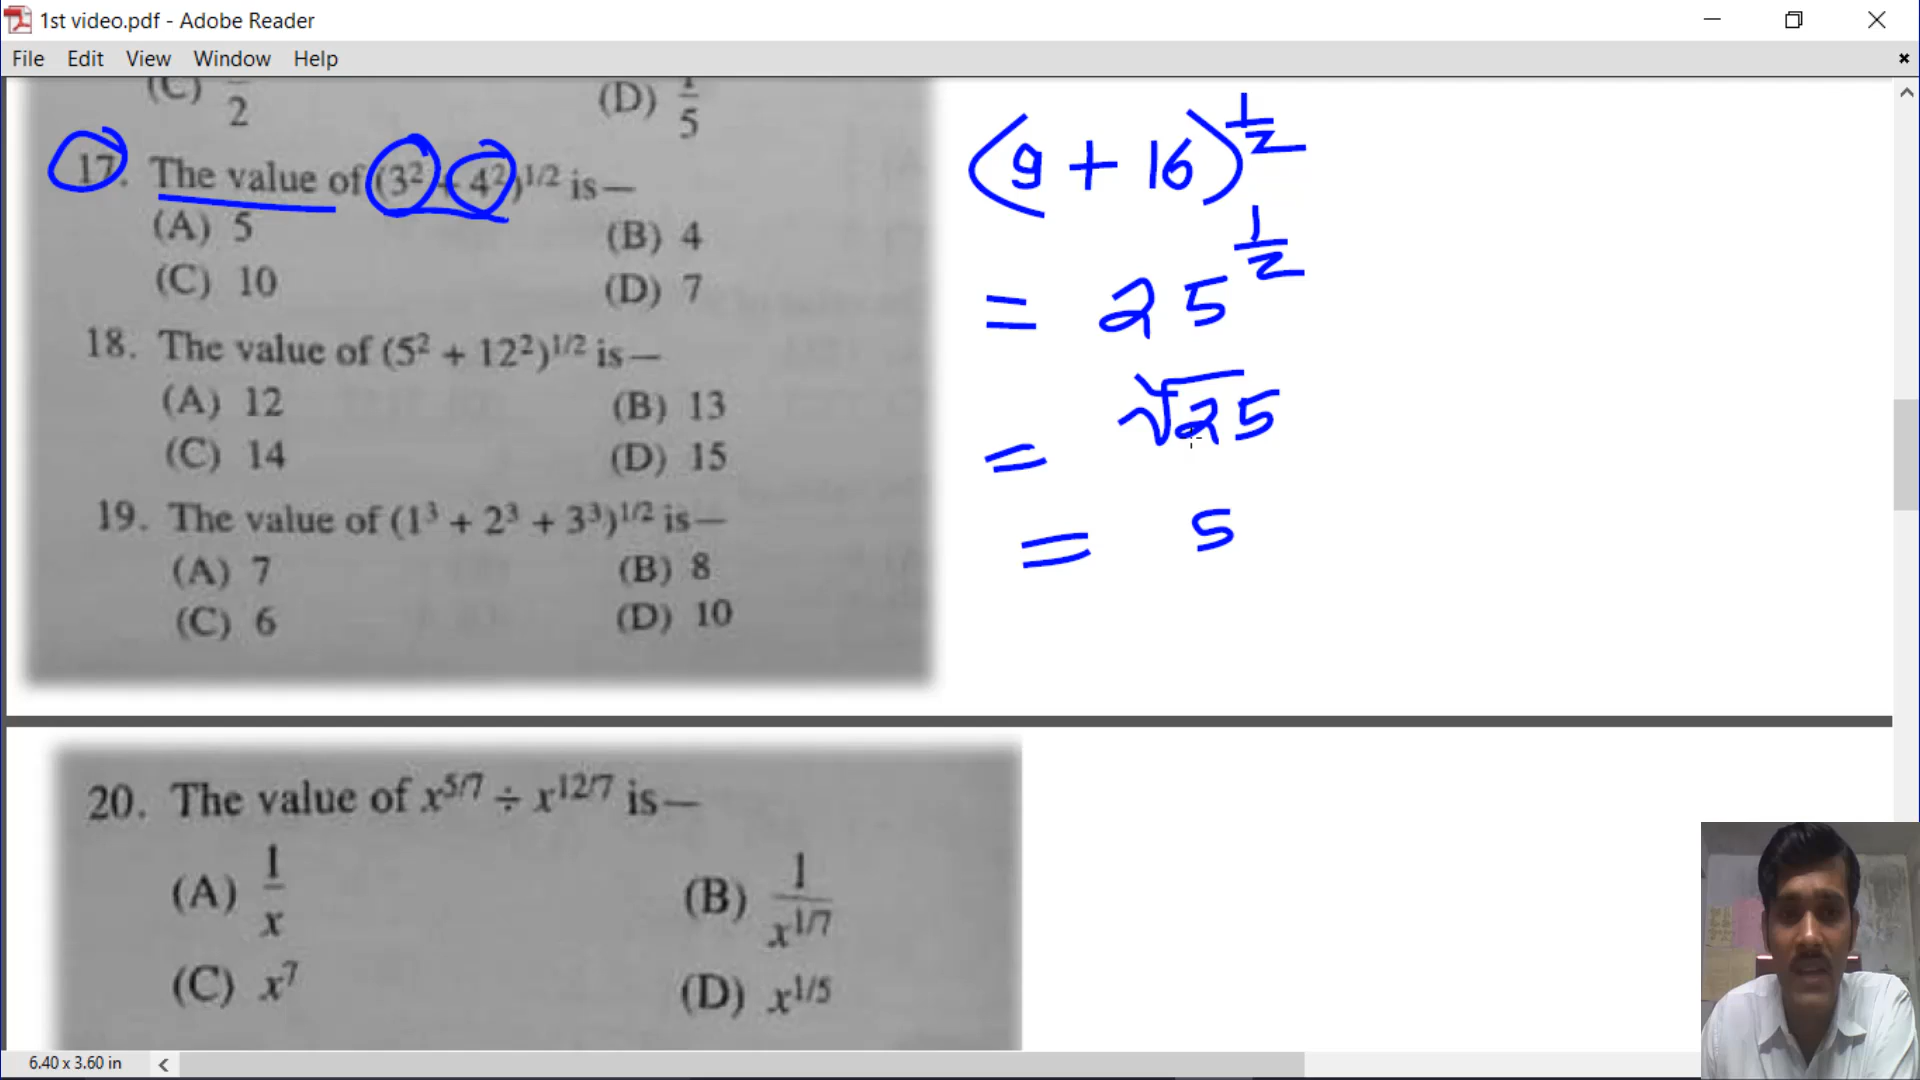 1st video.pdf - Adobe Reader
File Edit View Window Help
(C) 2 (D) 1/5
17. The value of (3² + 4²)^1/2 is—
(A) 5 (B) 4
(C) 10 (D) 7
18. The value of (5² + 12²)^1/2 is—
(A) 12 (B) 13
(C) 14 (D) 15
19. The value of (1³ + 2³ + 3³)^1/2 is—
(A) 7 (B) 8
(C) 6 (D) 10
(9 + 16)^1/2
= 25^1/2
= √25
= 5
20. The value of x^5/7 ÷ x^12/7 is—
(A) 1/x (B) 1/x^1/7
(C) x^7 (D) x^1/5
6.40 x 3.60 in